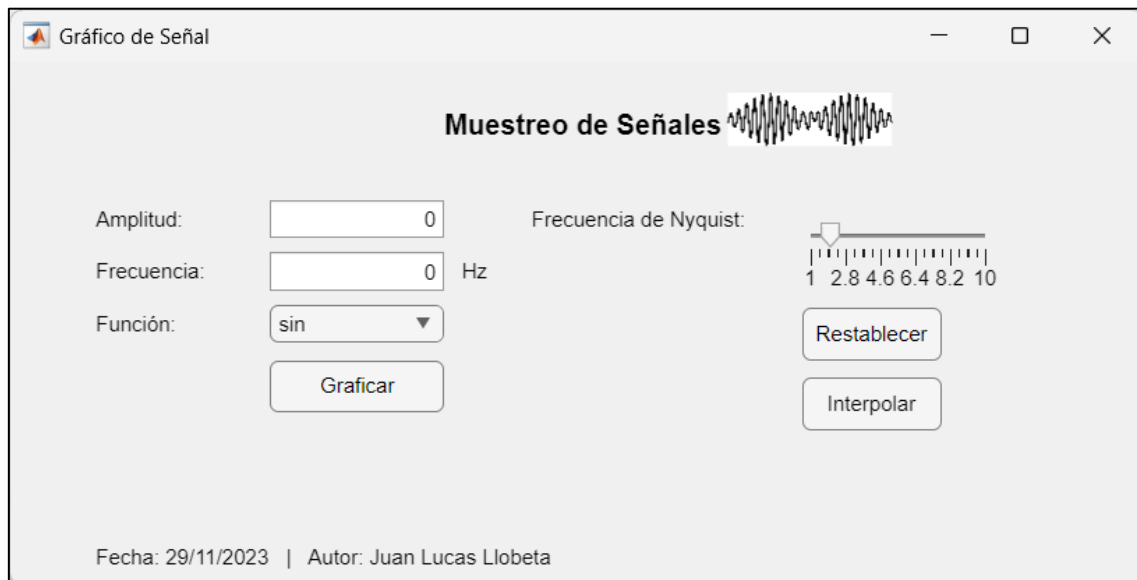 Gráfico de Señal
Muestreo de Señales
Amplitud: 0 Frecuencia de Nyquist:
Frecuencia: 0 Hz
1 2.8 4.6 6.4 8.2 10
Función: sin
Restablecer
Graficar
Interpolar
Fecha: 29/11/2023 | Autor: Juan Lucas Llobeta